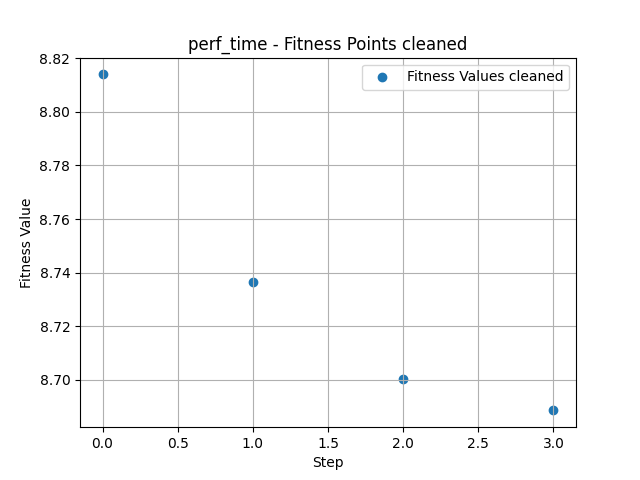 perf_time - Fitness Points cleaned
Fitness Values cleaned
8.82
8.80
8.78
8.76
8.74
8.72
8.70
Fitness Value
0.0 0.5 1.0 1.5 2.0 2.5 3.0
Step